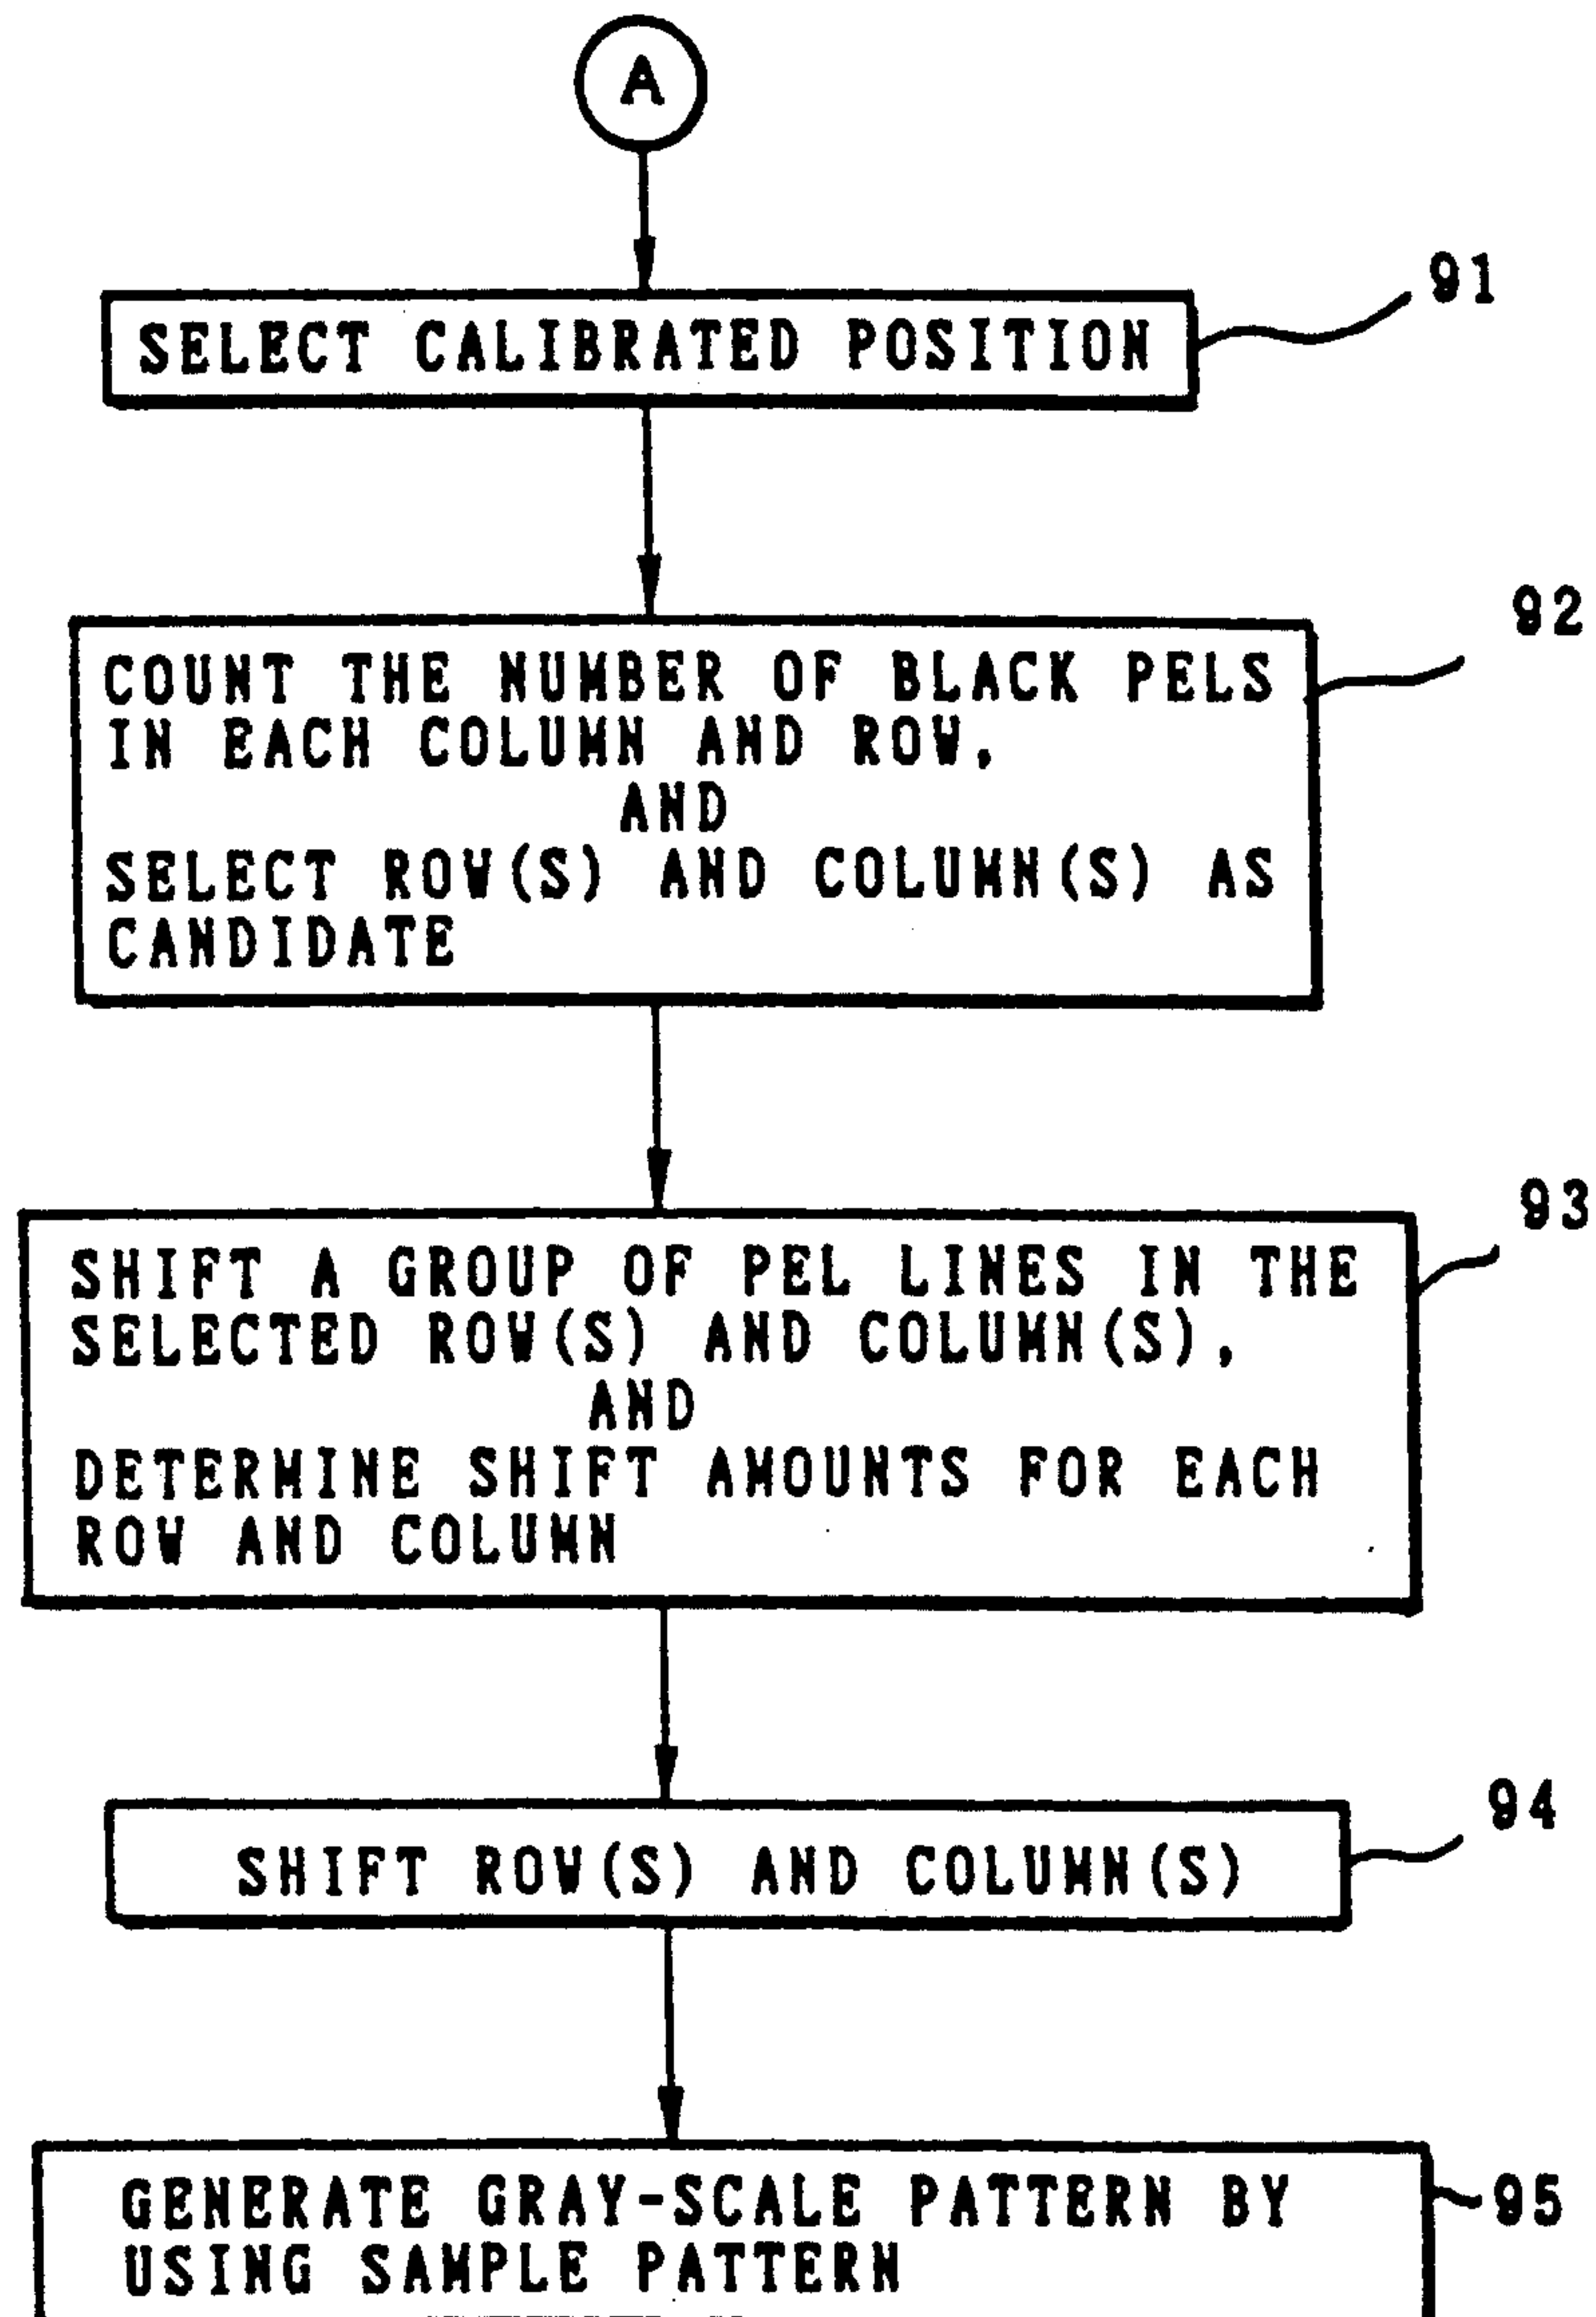 A
91
SELECT CALIBRATED POSITION
92
COUNT THE NUMBER OF BLACK PELS
IN EACH COLUMN AND ROW,
AND
SELECT ROW(S) AND COLUMN(S) AS
CANDIDATE
93
SHIFT A GROUP OF PEL LINES IN THE
SELECTED ROW(S) AND COLUMN(S),
AND
DETERMINE SHIFT AMOUNTS FOR EACH
ROW AND COLUMN
94
SHIFT ROW(S) AND COLUMN(S)
95
GENERATE GRAY-SCALE PATTERN BY
USING SAMPLE PATTERN